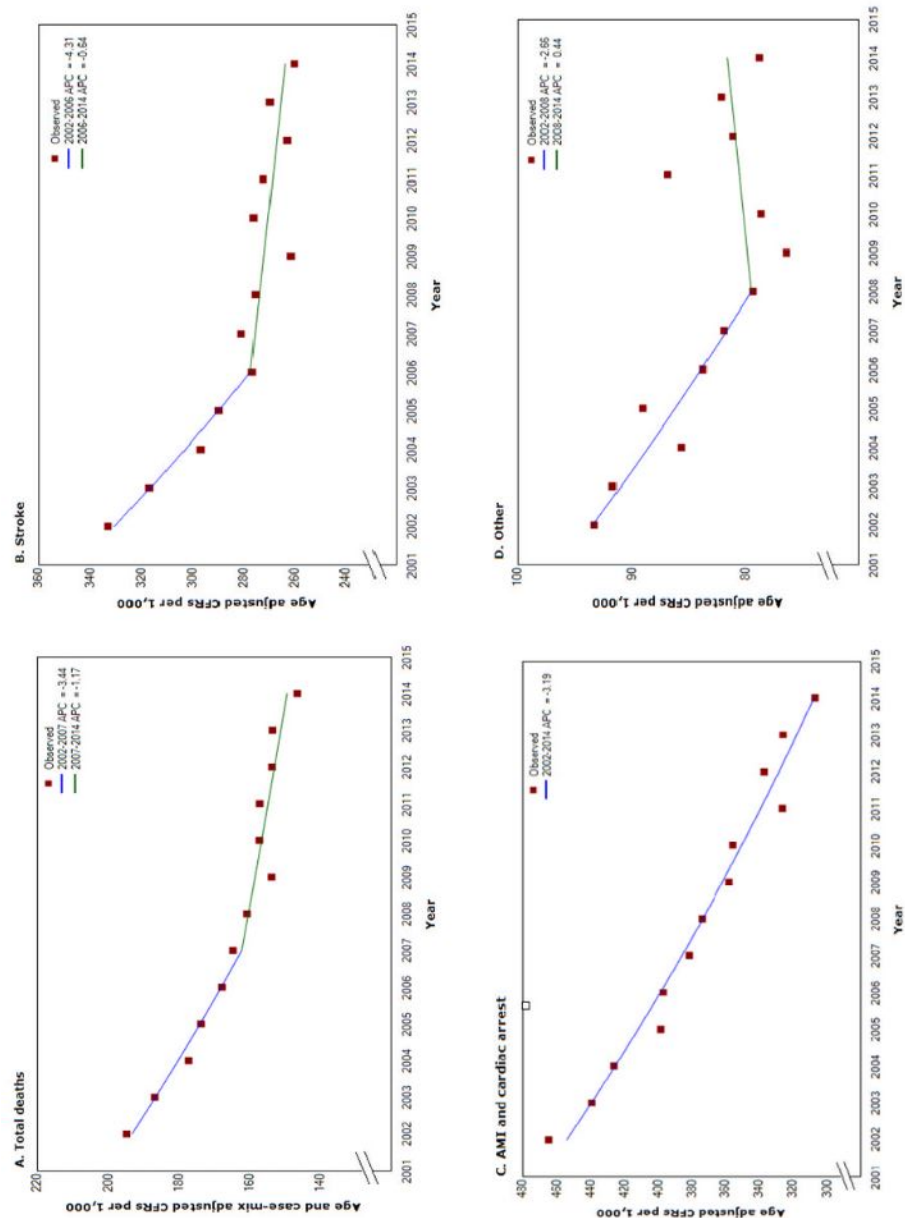 A. Total deaths
Age and case-mix adjusted CFRs per 1,000
220
200
180
160
140
Observed
2002-2007 APC = -3.44
2007-2014 APC = -1.17
2001 2002 2003 2004 2005 2006 2007 2008 2009 2010 2011 2012 2013 2014 2015
Year
B. Stroke
Age adjusted CFRs per 1,000
360
340
320
300
280
260
240
Observed
2002-2006 APC = -4.31
2006-2014 APC = -0.64
2001 2002 2003 2004 2005 2006 2007 2008 2009 2010 2011 2012 2013 2014 2015
Year
C. AMI and cardiac arrest
Age adjusted CFRs per 1,000
460
440
420
400
380
360
340
320
300
Observed
2002-2014 APC = -3.19
2001 2002 2003 2004 2005 2006 2007 2008 2009 2010 2011 2012 2013 2014 2015
Year
D. Other
Age adjusted CFRs per 1,000
100
90
80
Observed
2002-2008 APC = -2.66
2008-2014 APC = 0.44
2001 2002 2003 2004 2005 2006 2007 2008 2009 2010 2011 2012 2013 2014 2015
Year